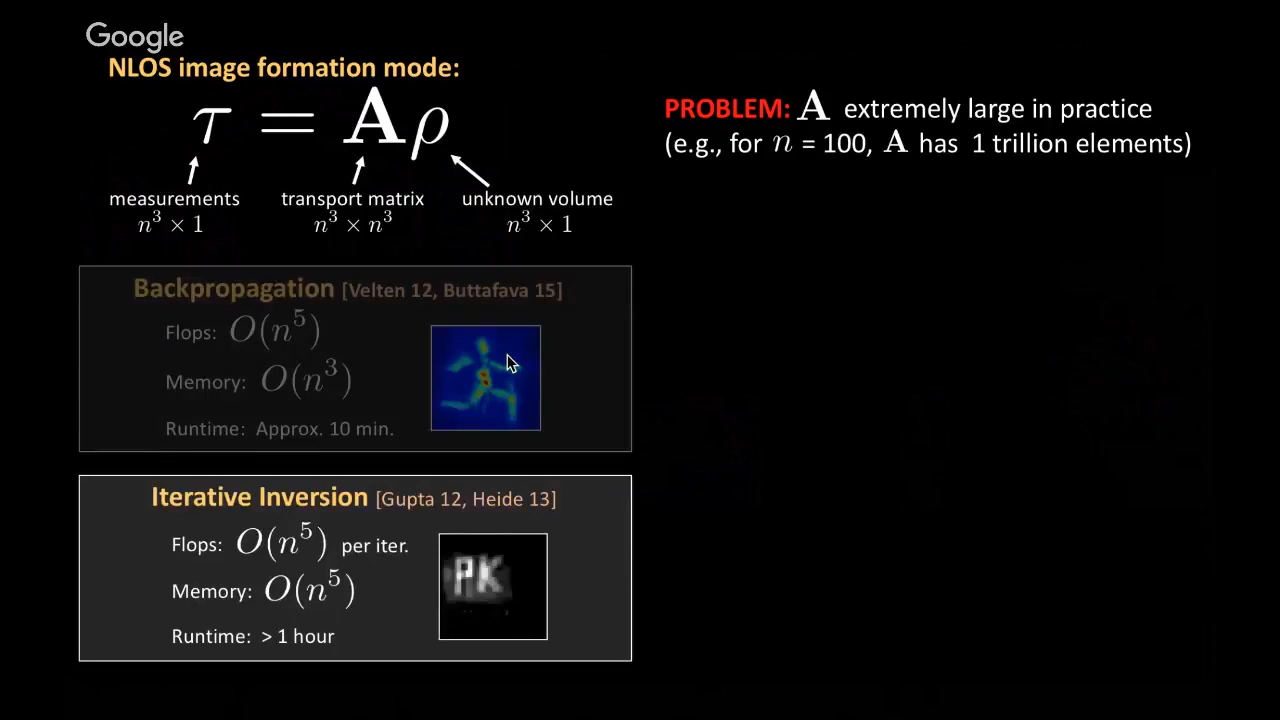 Google
NLOS image formation mode:
τ = Aρ
measurements transport matrix unknown volume
n³ × 1 n³ × n³ n³ × 1
PROBLEM: A extremely large in practice
(e.g., for n = 100, A has 1 trillion elements)
Backpropagation [Velten 12, Buttafava 15]
Flops: O(n⁵)
Memory: O(n³)
Runtime: Approx. 10 min.
Iterative Inversion [Gupta 12, Heide 13]
Flops: O(n⁵) per iter.
Memory: O(n⁵)
Runtime: > 1 hour
PK